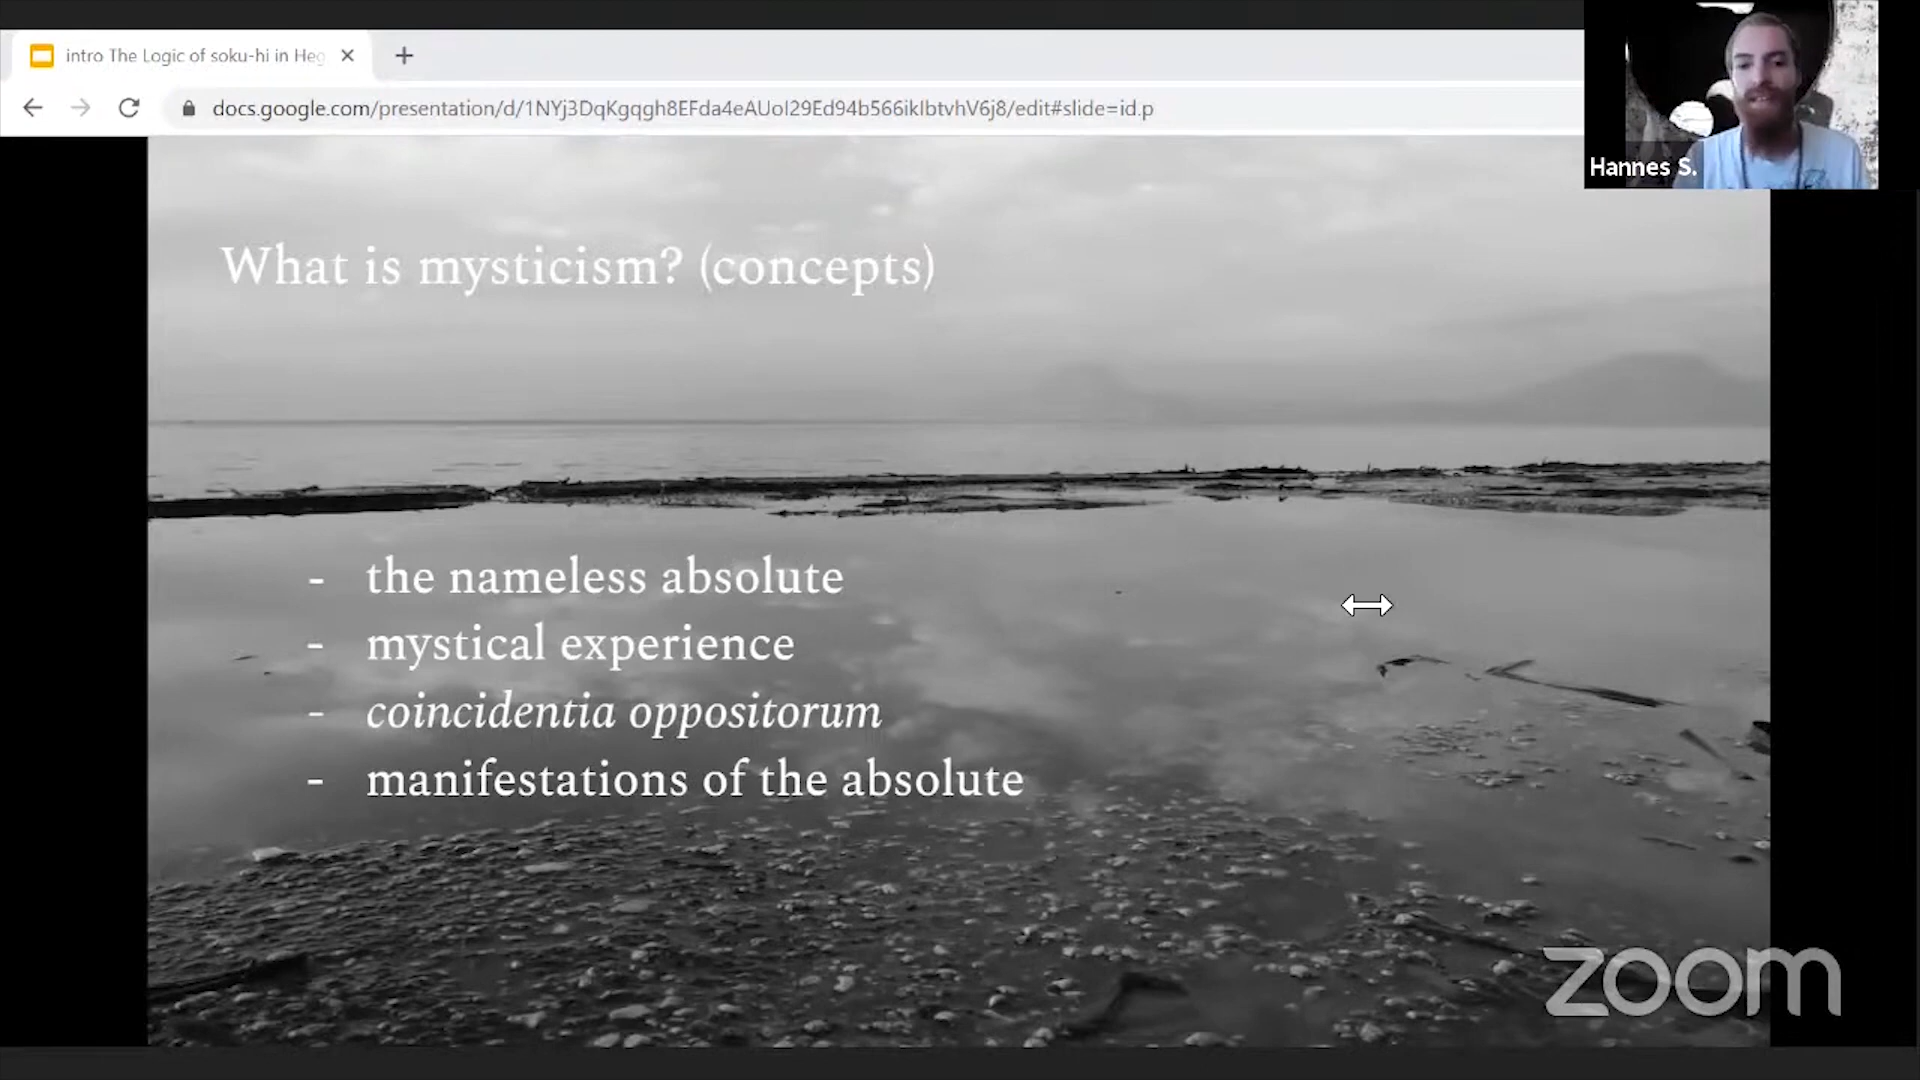 intro The Logic of soku-hi in Heg
docs.google.com/presentation/d/1NYj3DqKgqgh8EFda4eAUoI29Ed94b566ikIbtvhV6j8/edit#slide=id.p
Hannes S.
What is mysticism? (concepts)
- the nameless absolute
- mystical experience
- coincidentia oppositorum
- manifestations of the absolute
zoom